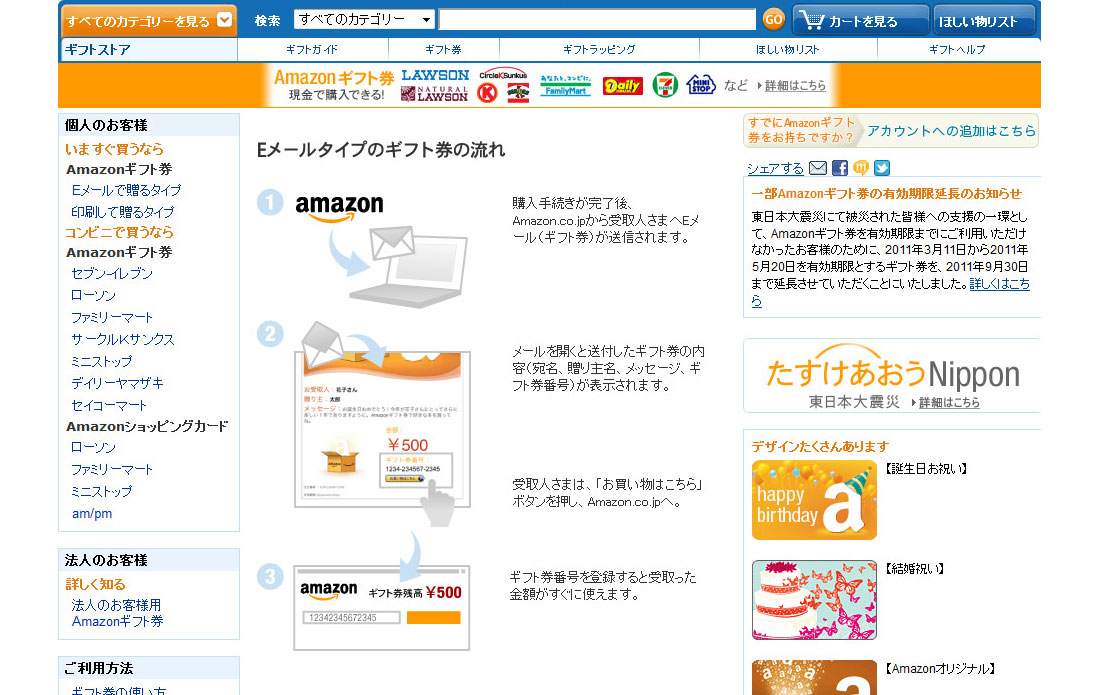 すべてのカテゴリーを見る
検索
すべてのカテゴリー
GO
カートを見る
ほしい物リスト
ギフトストア
ギフトガイド
ギフト券
ギフトラッピング
ほしい物リスト
ギフトヘルプ
Amazonギフト券
現金で購入できる!
LAWSON
NATURAL LAWSON
CircleK Sunkus
K
あなたと、コンビに、
FamilyMart
Daily
MINI STOP
など
詳細はこちら
個人のお客様
いますぐ買うなら
Amazonギフト券
Eメールで贈るタイプ
印刷して贈るタイプ
コンビニで買うなら
Amazonギフト券
セブン-イレブン
ローソン
ファミリーマート
サークルKサンクス
ミニストップ
デイリーヤマザキ
セイコーマート
Amazonショッピングカード
ローソン
ファミリーマート
ミニストップ
am/pm
法人のお客様
詳しく知る
法人のお客様用
Amazonギフト券
ご利用方法
ギフト券の使い方
Eメールタイプのギフト券の流れ
1
amazon
購入手続きが完了後、
Amazon.co.jpから受取人さまへEメ
ール(ギフト券)が送信されます。
2
お受取人: 花子さん
贈り主: 太郎
メッセージ:
金額:
¥500
ギフト券番号:
1234-234567-2345
メールを開くと送付したギフト券の内
容(宛名、贈り主名、メッセージ、ギ
フト券番号)が表示されます。
受取人さまは、「お買い物はこちら」
ボタンを押し、Amazon.co.jpへ。
3
amazon
ギフト券残高 ¥500
12342345672345
ギフト券番号を登録すると受取った
金額がすぐに使えます。
すでにAmazonギフト
券をお持ちですか?
アカウントへの追加はこちら
シェアする
一部Amazonギフト券の有効期限延長のお知らせ
東日本大震災にて被災された皆様への支援の一環とし
て、Amazonギフト券を有効期限までにご利用いただけ
なかったお客様のために、2011年3月11日から2011年
5月20日を有効期限とするギフト券を、2011年9月30日
まで延長させていただくことにいたしました。詳しくはこち
ら
たすけあおうNippon
東日本大震災
詳細はこちら
デザインたくさんあります
happy
birthday
a
【誕生日お祝い】
【結婚祝い】
a
【Amazonオリジナル】